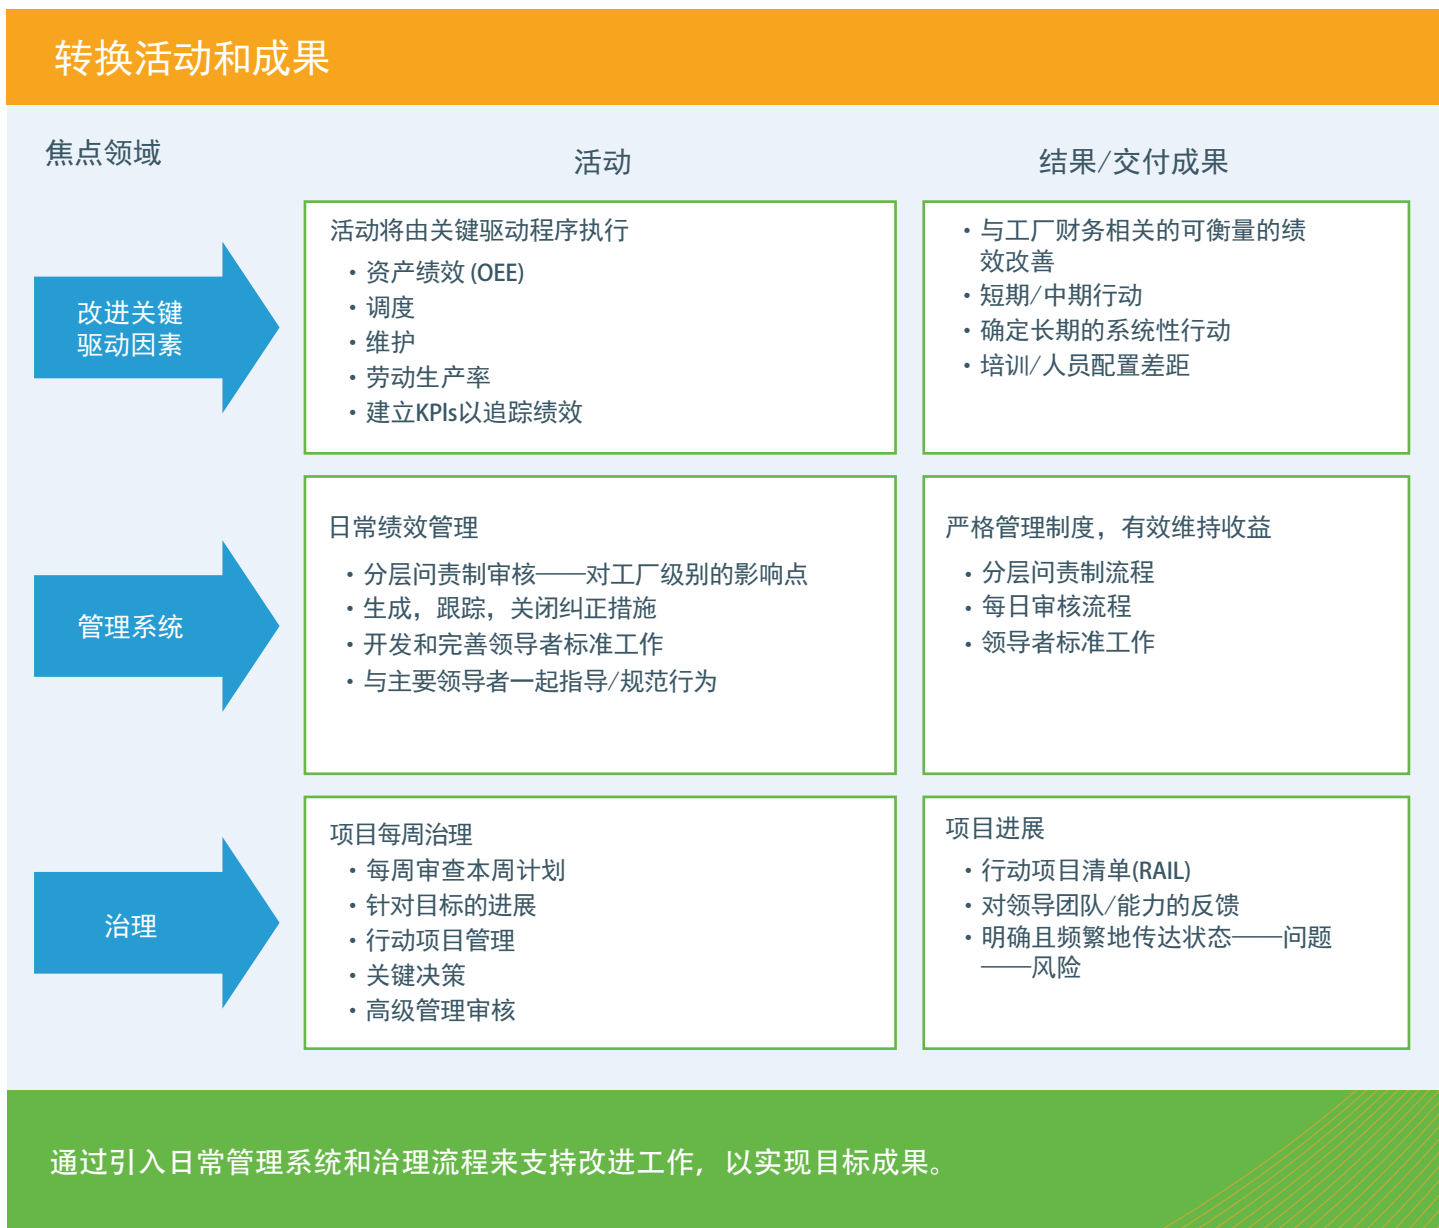 转换活动和成果
焦点领域
活动
结果/交付成果
改进关键
驱动因素
活动将由关键驱动程序执行
• 资产绩效 (OEE)
• 调度
• 维护
• 劳动生产率
• 建立KPIs以追踪绩效
• 与工厂财务相关的可衡量的绩
效改善
• 短期/中期行动
• 确定长期的系统性行动
• 培训/人员配置差距
管理系统
日常绩效管理
• 分层问责制审核——对工厂级别的影响点
• 生成，跟踪，关闭纠正措施
• 开发和完善领导者标准工作
• 与主要领导者一起指导/规范行为
严格管理制度，有效维持收益
• 分层问责制流程
• 每日审核流程
• 领导者标准工作
治理
项目每周治理
• 每周审查本周计划
• 针对目标的进展
• 行动项目管理
• 关键决策
• 高级管理审核
项目进展
• 行动项目清单(RAIL)
• 对领导团队/能力的反馈
• 明确且频繁地传达状态——问题
——风险
通过引入日常管理系统和治理流程来支持改进工作，以实现目标成果。